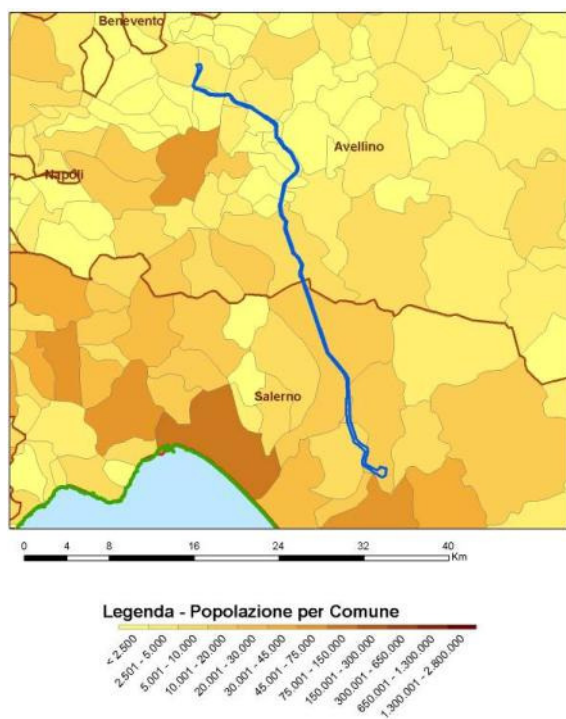 Benevento
Avellino
Napoli
Salerno
0 4 8 16 24 32 40
Km
Legenda - Popolazione per Comune
< 2.500
2.501 - 5.000
5.001 - 10.000
10.001 - 20.000
20.001 - 30.000
30.001 - 45.000
45.001 - 75.000
75.001 - 150.000
150.001 - 300.000
300.001 - 650.000
650.001 - 1.300.000
1.300.001 - 2.800.000